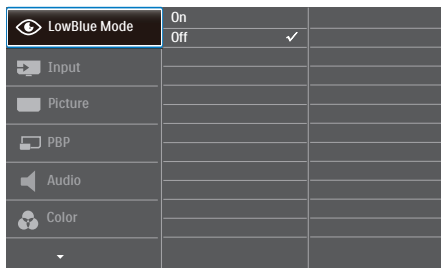 LowBlue Mode
On
Off
Input
Picture
PBP
Audio
Color